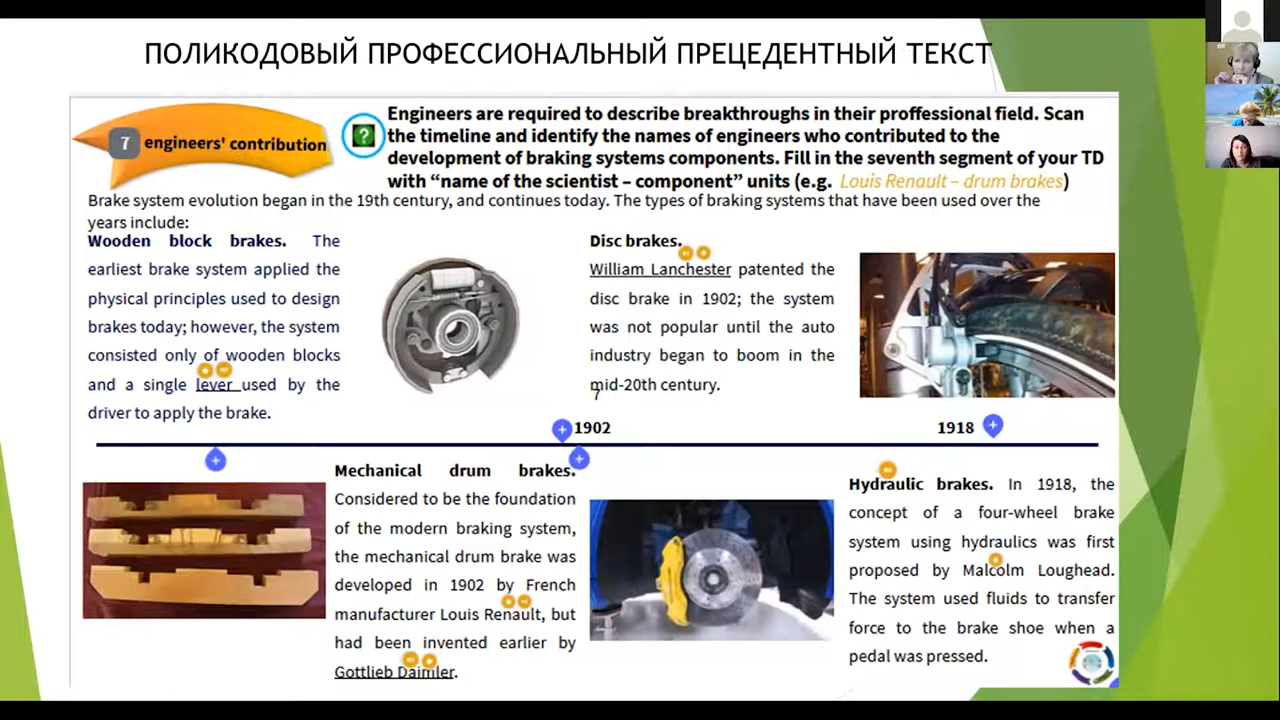 ПОЛИКОДОВЫЙ ПРОФЕССИОНАЛЬНЫЙ ПРЕЦЕДЕНТНЫЙ ТЕКСТ
7 engineers' contribution
?
Engineers are required to describe breakthroughs in their proffessional field. Scan
the timeline and identify the names of engineers who contributed to the
development of braking systems components. Fill in the seventh segment of your TD
with “name of the scientist – component” units (e.g. Louis Renault – drum brakes)
Brake system evolution began in the 19th century, and continues today. The types of braking systems that have been used over the
years include:
Wooden block brakes. The
earliest brake system applied the
physical principles used to design
brakes today; however, the system
consisted only of wooden blocks
and a single lever used by the
driver to apply the brake.
Disc brakes.
William Lanchester patented the
disc brake in 1902; the system
was not popular until the auto
industry began to boom in the
mid-20th century.
7
1902
1918
Mechanical drum brakes.
Considered to be the foundation
of the modern braking system,
the mechanical drum brake was
developed in 1902 by French
manufacturer Louis Renault, but
had been invented earlier by
Gottlieb Daimler.
Hydraulic brakes. In 1918, the
concept of a four-wheel brake
system using hydraulics was first
proposed by Malcolm Loughead.
The system used fluids to transfer
force to the brake shoe when a
pedal was pressed.